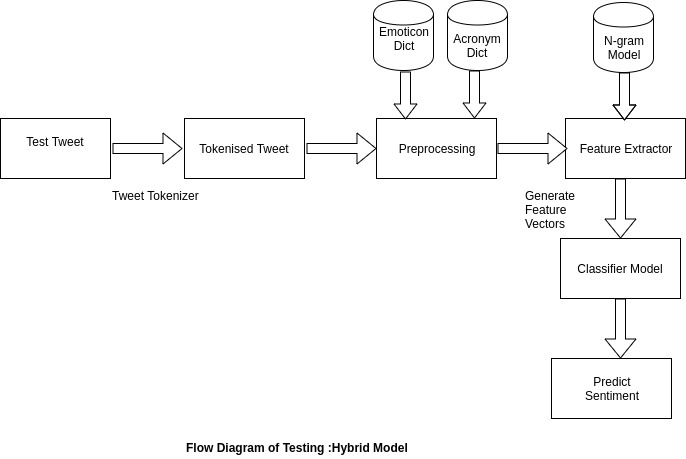 Emoticon
Dict
Acronym
Dict
N-gram
Model
Test Tweet
Tokenised Tweet
Preprocessing
Feature Extractor
Tweet Tokenizer
Generate
Feature
Vectors
Classifier Model
Predict
Sentiment
Flow Diagram of Testing :Hybrid Model